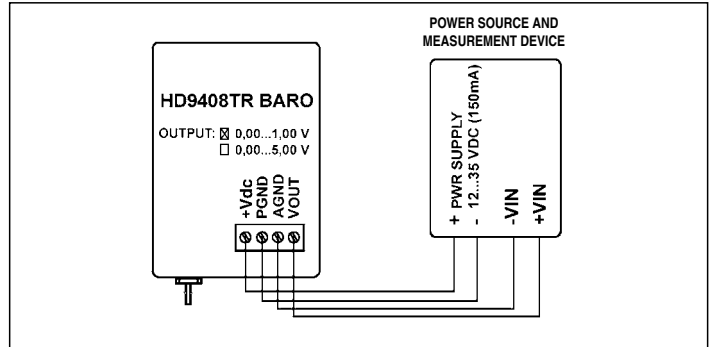 POWER SOURCE AND
MEASUREMENT DEVICE
HD9408TR BARO
OUTPUT: ☒ 0,00...1,00 V
☐ 0,00...5,00 V
+Vdc
PGND
AGND
VOUT
+ PWR SUPPLY
- 12...35 VDC (150mA)
-VIN
+VIN